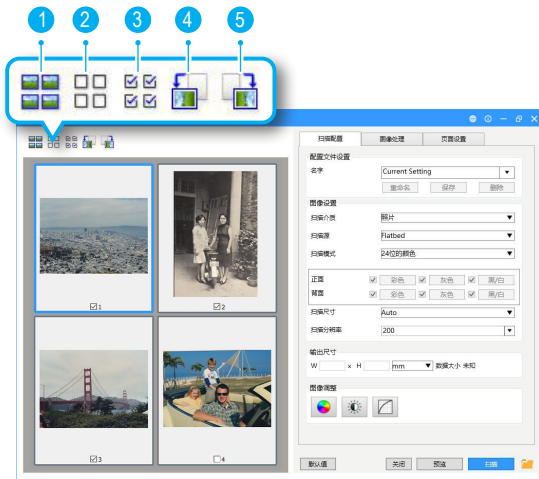 1 2 3 4 5
扫描配置 图像处理 页面设置
配置文件设置
名字 Current Setting
重命名 保存 删除
图像设置
扫描介质 照片
扫描源 Flatbed
扫描模式 24位的颜色
正面 彩色 灰色 黑/白
背面 彩色 灰色 黑/白
扫描尺寸 Auto
扫描分辨率 200
输出尺寸
W x H mm 数据大小 未知
图像调整
1 2
3 4
默认值 关闭 预览 扫描